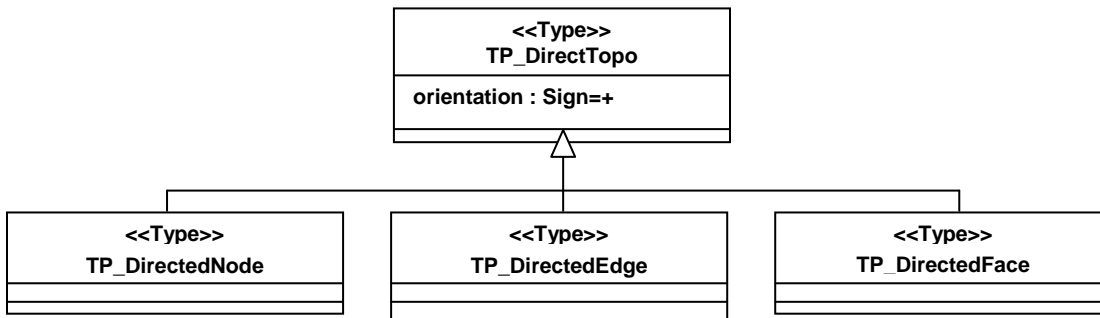 <<Type>>
TP_DirectTopo
orientation : Sign=+
<<Type>>
TP_DirectedNode
<<Type>>
TP_DirectedEdge
<<Type>>
TP_DirectedFace